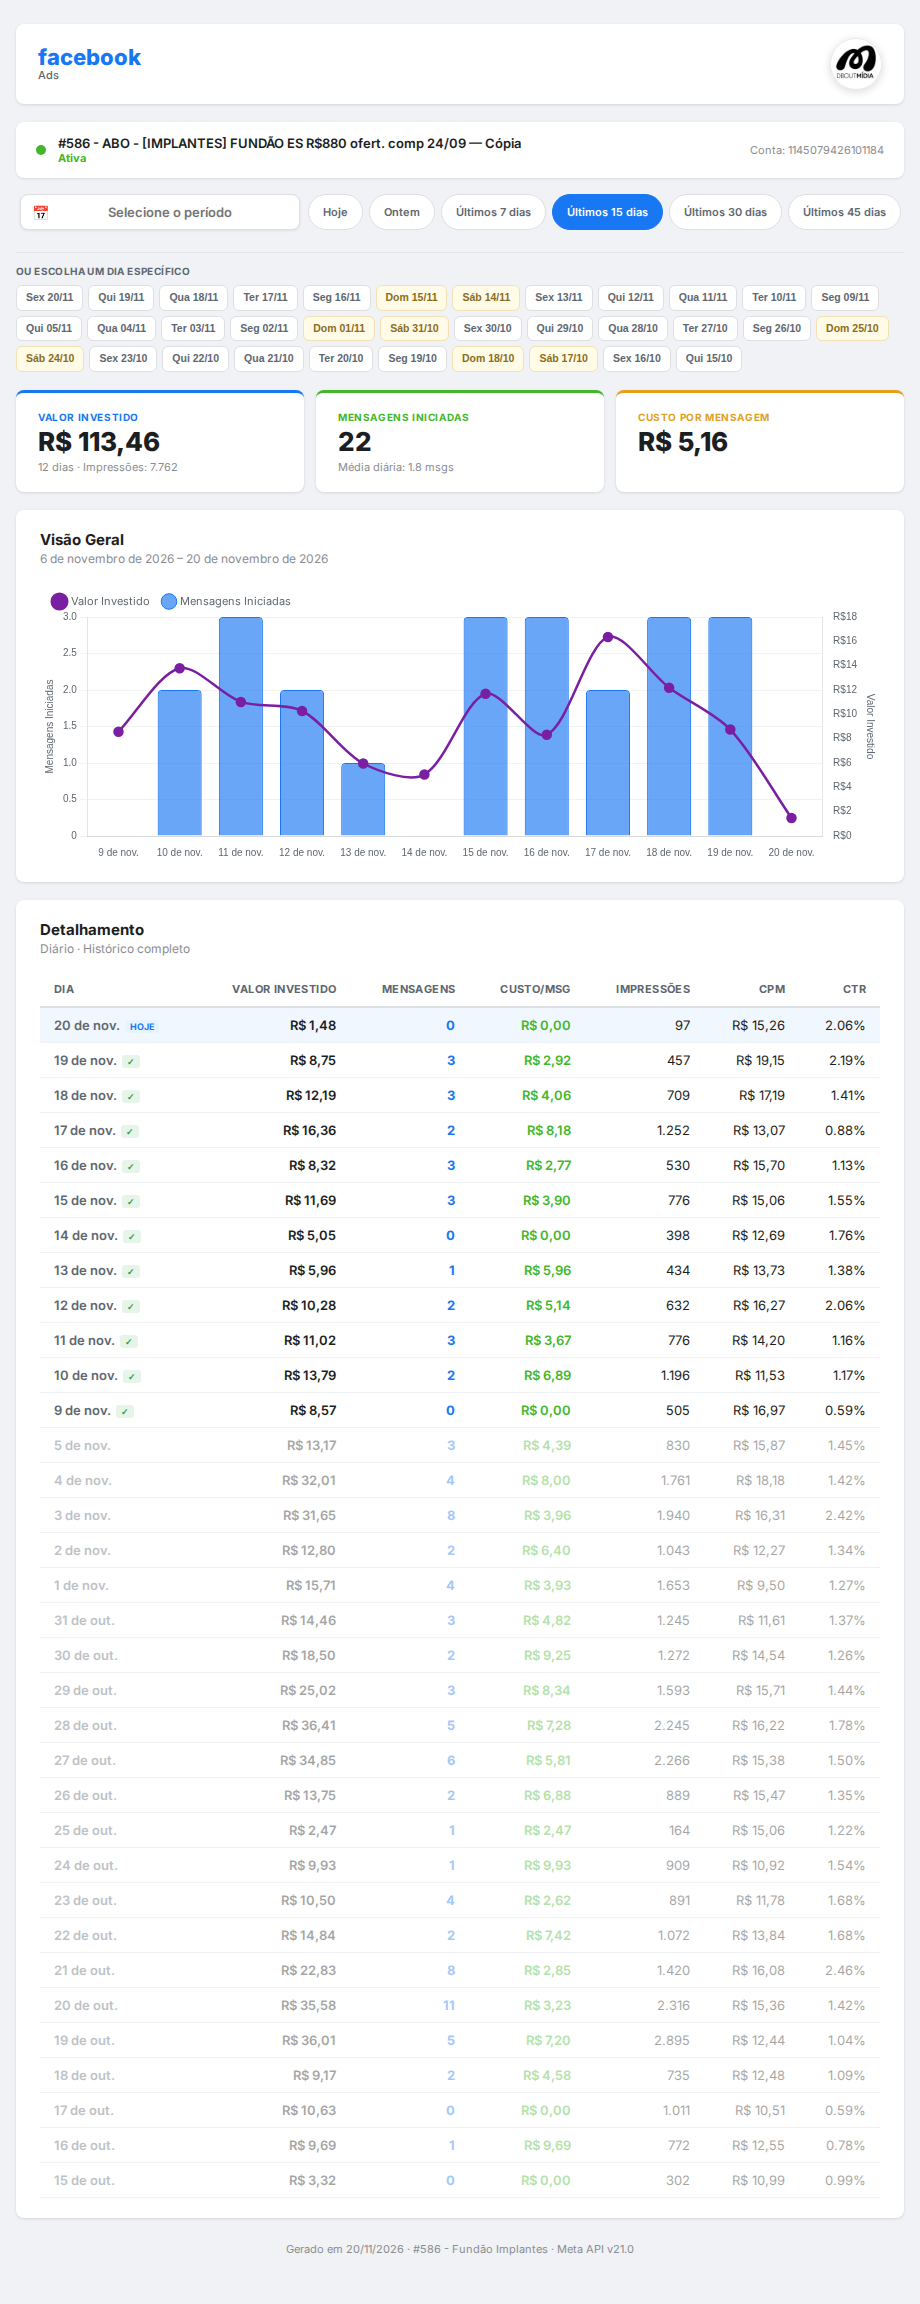 facebook
Ads
DBOLITMÍDIA
#586 - ABO - [IMPLANTES] FUNDÃO ES R$880 ofert. comp 24/09 — Cópia
Ativa
Conta: 1145079426101184
📅 Selecione o período Hoje Ontem Últimos 7 dias Últimos 15 dias Últimos 30 dias Últimos 45 dias
OU ESCOLHA UM DIA ESPECÍFICO
Sex 20/11 Qui 19/11 Qua 18/11 Ter 17/11 Seg 16/11 Dom 15/11 Sáb 14/11 Sex 13/11 Qui 12/11 Qua 11/11 Ter 10/11 Seg 09/11
Qui 05/11 Qua 04/11 Ter 03/11 Seg 02/11 Dom 01/11 Sáb 31/10 Sex 30/10 Qui 29/10 Qua 28/10 Ter 27/10 Seg 26/10 Dom 25/10
Sáb 24/10 Sex 23/10 Qui 22/10 Qua 21/10 Ter 20/10 Seg 19/10 Dom 18/10 Sáb 17/10 Sex 16/10 Qui 15/10
VALOR INVESTIDO
R$ 113,46
12 dias · Impressões: 7.762
MENSAGENS INICIADAS
22
Média diária: 1.8 msgs
CUSTO POR MENSAGEM
R$ 5,16
Visão Geral
6 de novembro de 2026 – 20 de novembro de 2026
Valor Investido Mensagens Iniciadas
Mensagens Iniciadas
3.0
2.5
2.0
1.5
1.0
0.5
0
R$18
R$16
R$14
R$12
R$10
R$8
R$6
R$4
R$2
R$0
Valor Investido
9 de nov. 10 de nov. 11 de nov. 12 de nov. 13 de nov. 14 de nov. 15 de nov. 16 de nov. 17 de nov. 18 de nov. 19 de nov. 20 de nov.
Detalhamento
Diário · Histórico completo
DIA VALOR INVESTIDO MENSAGENS CUSTO/MSG IMPRESSÕES CPM CTR
20 de nov. HOJE R$ 1,48 0 R$ 0,00 97 R$ 15,26 2.06%
19 de nov. ✓ R$ 8,75 3 R$ 2,92 457 R$ 19,15 2.19%
18 de nov. ✓ R$ 12,19 3 R$ 4,06 709 R$ 17,19 1.41%
17 de nov. ✓ R$ 16,36 2 R$ 8,18 1.252 R$ 13,07 0.88%
16 de nov. ✓ R$ 8,32 3 R$ 2,77 530 R$ 15,70 1.13%
15 de nov. ✓ R$ 11,69 3 R$ 3,90 776 R$ 15,06 1.55%
14 de nov. ✓ R$ 5,05 0 R$ 0,00 398 R$ 12,69 1.76%
13 de nov. ✓ R$ 5,96 1 R$ 5,96 434 R$ 13,73 1.38%
12 de nov. ✓ R$ 10,28 2 R$ 5,14 632 R$ 16,27 2.06%
11 de nov. ✓ R$ 11,02 3 R$ 3,67 776 R$ 14,20 1.16%
10 de nov. ✓ R$ 13,79 2 R$ 6,89 1.196 R$ 11,53 1.17%
9 de nov. ✓ R$ 8,57 0 R$ 0,00 505 R$ 16,97 0.59%
5 de nov. R$ 13,17 3 R$ 4,39 830 R$ 15,87 1.45%
4 de nov. R$ 32,01 4 R$ 8,00 1.761 R$ 18,18 1.42%
3 de nov. R$ 31,65 8 R$ 3,96 1.940 R$ 16,31 2.42%
2 de nov. R$ 12,80 2 R$ 6,40 1.043 R$ 12,27 1.34%
1 de nov. R$ 15,71 4 R$ 3,93 1.653 R$ 9,50 1.27%
31 de out. R$ 14,46 3 R$ 4,82 1.245 R$ 11,61 1.37%
30 de out. R$ 18,50 2 R$ 9,25 1.272 R$ 14,54 1.26%
29 de out. R$ 25,02 3 R$ 8,34 1.593 R$ 15,71 1.44%
28 de out. R$ 36,41 5 R$ 7,28 2.245 R$ 16,22 1.78%
27 de out. R$ 34,85 6 R$ 5,81 2.266 R$ 15,38 1.50%
26 de out. R$ 13,75 2 R$ 6,88 889 R$ 15,47 1.35%
25 de out. R$ 2,47 1 R$ 2,47 164 R$ 15,06 1.22%
24 de out. R$ 9,93 1 R$ 9,93 909 R$ 10,92 1.54%
23 de out. R$ 10,50 4 R$ 2,62 891 R$ 11,78 1.68%
22 de out. R$ 14,84 2 R$ 7,42 1.072 R$ 13,84 1.68%
21 de out. R$ 22,83 8 R$ 2,85 1.420 R$ 16,08 2.46%
20 de out. R$ 35,58 11 R$ 3,23 2.316 R$ 15,36 1.42%
19 de out. R$ 36,01 5 R$ 7,20 2.895 R$ 12,44 1.04%
18 de out. R$ 9,17 2 R$ 4,58 735 R$ 12,48 1.09%
17 de out. R$ 10,63 0 R$ 0,00 1.011 R$ 10,51 0.59%
16 de out. R$ 9,69 1 R$ 9,69 772 R$ 12,55 0.78%
15 de out. R$ 3,32 0 R$ 0,00 302 R$ 10,99 0.99%
Gerado em 20/11/2026 · #586 - Fundão Implantes · Meta API v21.0